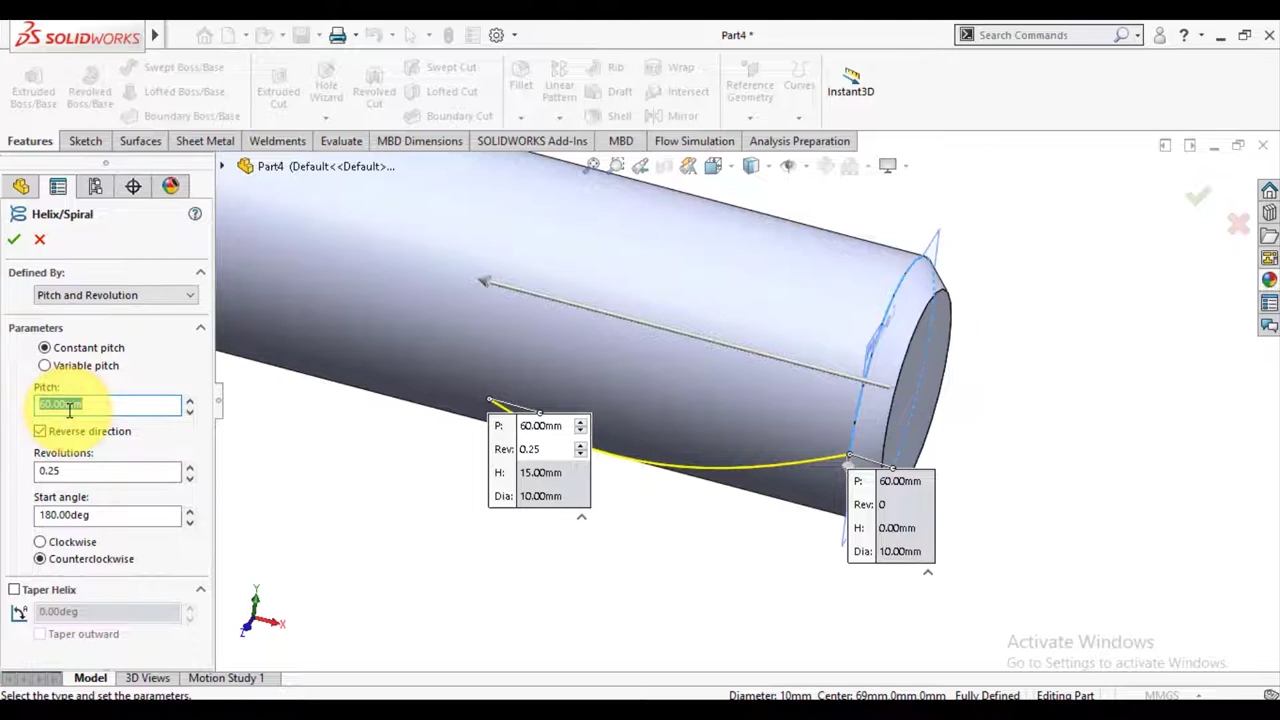 SOLIDWORKS
Part4 *
Search Commands
Extruded Boss/Base
Revolved Boss/Base
Swept Boss/Base
Lofted Boss/Base
Boundary Boss/Base
Extruded Cut
Hole Wizard
Revolved Cut
Swept Cut
Lofted Cut
Boundary Cut
Fillet
Linear Pattern
Rib
Draft
Shell
Wrap
Intersect
Mirror
Reference Geometry
Curves
Instant3D
Features Sketch Surfaces Sheet Metal Weldments Evaluate MBD Dimensions SOLIDWORKS Add-Ins MBD Flow Simulation Analysis Preparation
Part4 (Default<<Default>...
Helix/Spiral
Defined By:
Pitch and Revolution
Parameters
Constant pitch
Variable pitch
Pitch:
60.00mm
Reverse direction
Revolutions:
0.25
Start angle:
180.00deg
Clockwise
Counterclockwise
Taper Helix
0.00deg
Taper outward
P: 60.00mm
Rev: 0.25
H: 15.00mm
Dia: 10.00mm
P: 60.00mm
Rev: 0
H: 0.00mm
Dia: 10.00mm
Y
X
Z
Activate Windows
Go to Settings to activate Windows.
Model 3D Views Motion Study 1
Select the type and set the parameters.
Diameter: 10mm Center: 69mm,0mm,0mm Fully Defined Editing Part MMGS